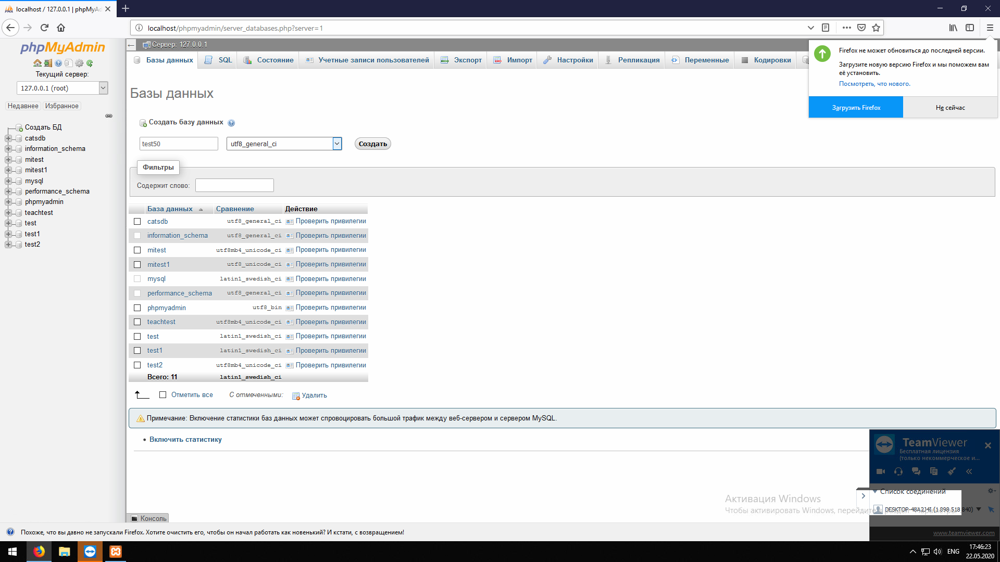 localhost / 127.0.0.1 | phpMyAd
localhost/phpmyadmin/server_databases.php?server=1
phpMyAdmin
Текущий сервер:
127.0.0.1 (root)
Недавнее
Избранное
Создать БД
catsdb
information_schema
mitest
mitest1
mysql
performance_schema
phpmyadmin
teachtest
test
test1
test2
Сервер: 127.0.0.1
Базы данных
SQL
Состояние
Учетные записи пользователей
Экспорт
Импорт
Настройки
Репликация
Переменные
Кодировки
Firefox не может обновиться до последней версии.
Загрузите новую версию Firefox и мы поможем вам
её установить.
Посмотреть, что нового.
Загрузить Firefox
Не сейчас
Базы данных
Создать базу данных
test50
utf8_general_ci
Создать
Фильтры
Содержит слово:
База данных Сравнение Действие
catsdb utf8_general_ci Проверить привилегии
information_schema utf8_general_ci Проверить привилегии
mitest utf8mb4_unicode_ci Проверить привилегии
mitest1 utf8_unicode_ci Проверить привилегии
mysql latin1_swedish_ci Проверить привилегии
performance_schema utf8_general_ci Проверить привилегии
phpmyadmin utf8_bin Проверить привилегии
teachtest utf8mb4_unicode_ci Проверить привилегии
test latin1_swedish_ci Проверить привилегии
test1 latin1_swedish_ci Проверить привилегии
test2 utf8mb4_unicode_ci Проверить привилегии
Всего: 11 latin1_swedish_ci
Отметить все
С отмеченными:
Удалить
Примечание: Включение статистики баз данных может спровоцировать большой трафик между веб-сервером и сервером MySQL.
• Включить статистику
TeamViewer
Бесплатная лицензия
(только некоммерческое и...
Список соединений
DESKTOP-48A2J4I (1 898 518 840)
www.teamviewer.com
Активация Windows
Чтобы активировать Windows, перейдите в раздел "Параметры".
Консоль
Похоже, что вы давно не запускали Firefox. Хотите очистить его, чтобы он начал работать как новенький? И кстати, с возвращением!
ENG
17:46:23
22.05.2020